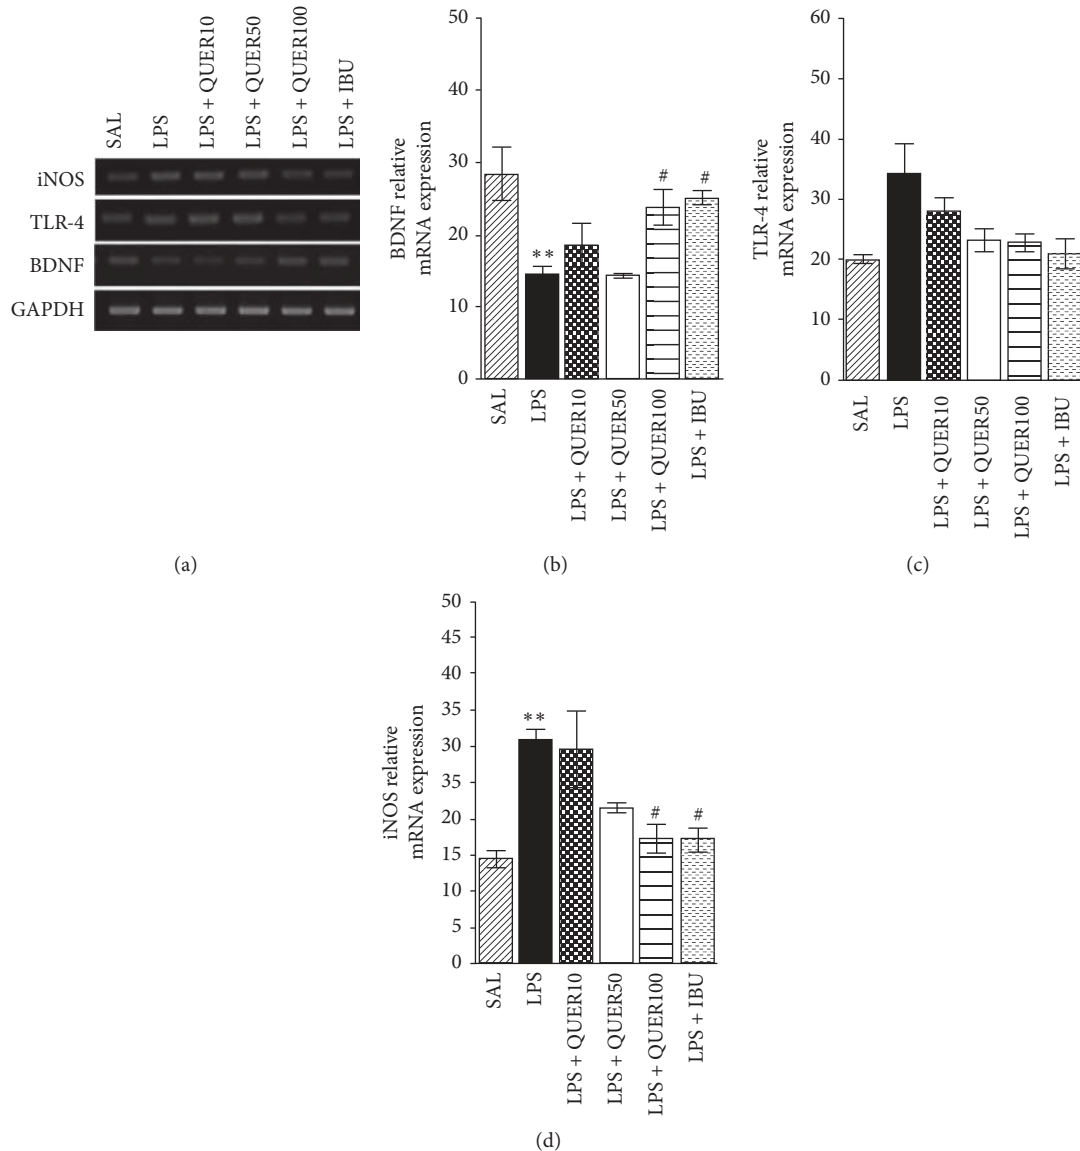 SAL
LPS
LPS + QUER10
LPS + QUER50
LPS + QUER100
LPS + IBU
iNOS
TLR-4
BDNF
GAPDH
(a)
BDNF relative
mRNA expression
50
40
30
20
10
0
**
#
#
SAL
LPS
LPS + QUER10
LPS + QUER50
LPS + QUER100
LPS + IBU
(b)
TLR-4 relative
mRNA expression
60
50
40
30
20
10
0
SAL
LPS
LPS + QUER10
LPS + QUER50
LPS + QUER100
LPS + IBU
(c)
iNOS relative
mRNA expression
50
45
40
35
30
25
20
15
10
5
0
**
#
#
SAL
LPS
LPS + QUER10
LPS + QUER50
LPS + QUER100
LPS + IBU
(d)